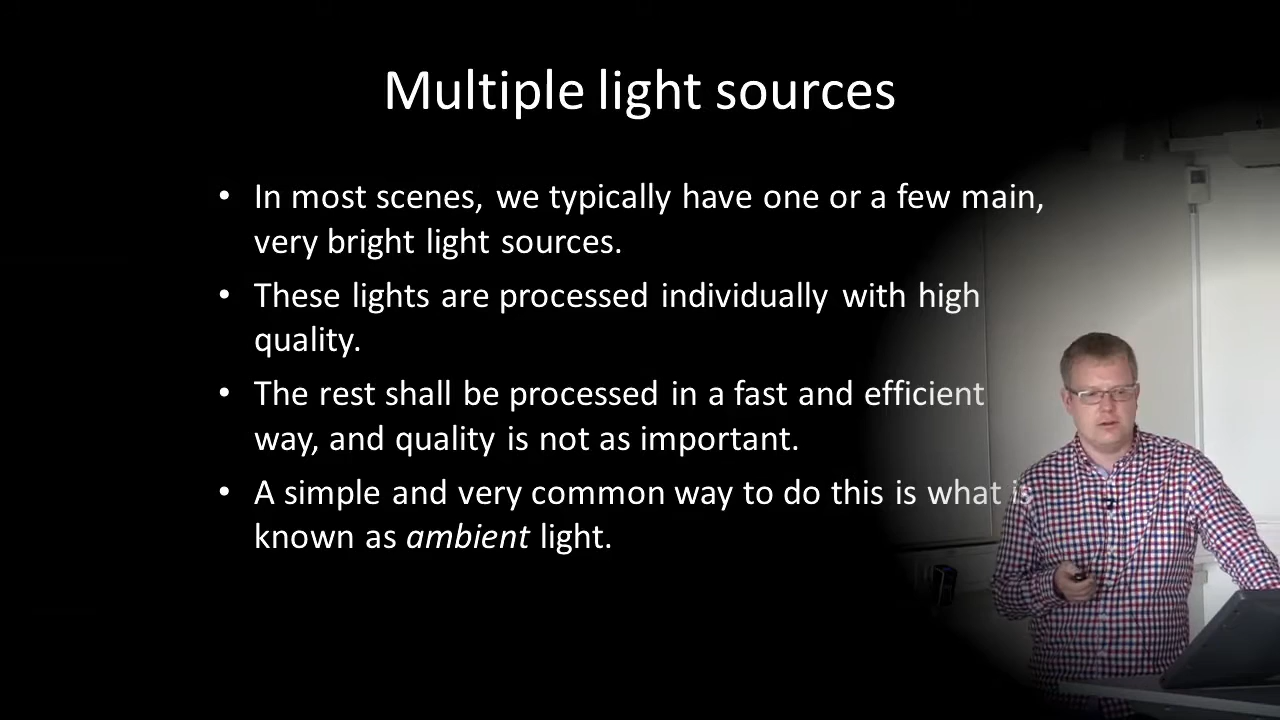 Multiple light sources
• In most scenes, we typically have one or a few main,
very bright light sources.
• These lights are processed individually with high
quality.
• The rest shall be processed in a fast and efficient
way, and quality is not as important.
• A simple and very common way to do this is what is
known as ambient light.